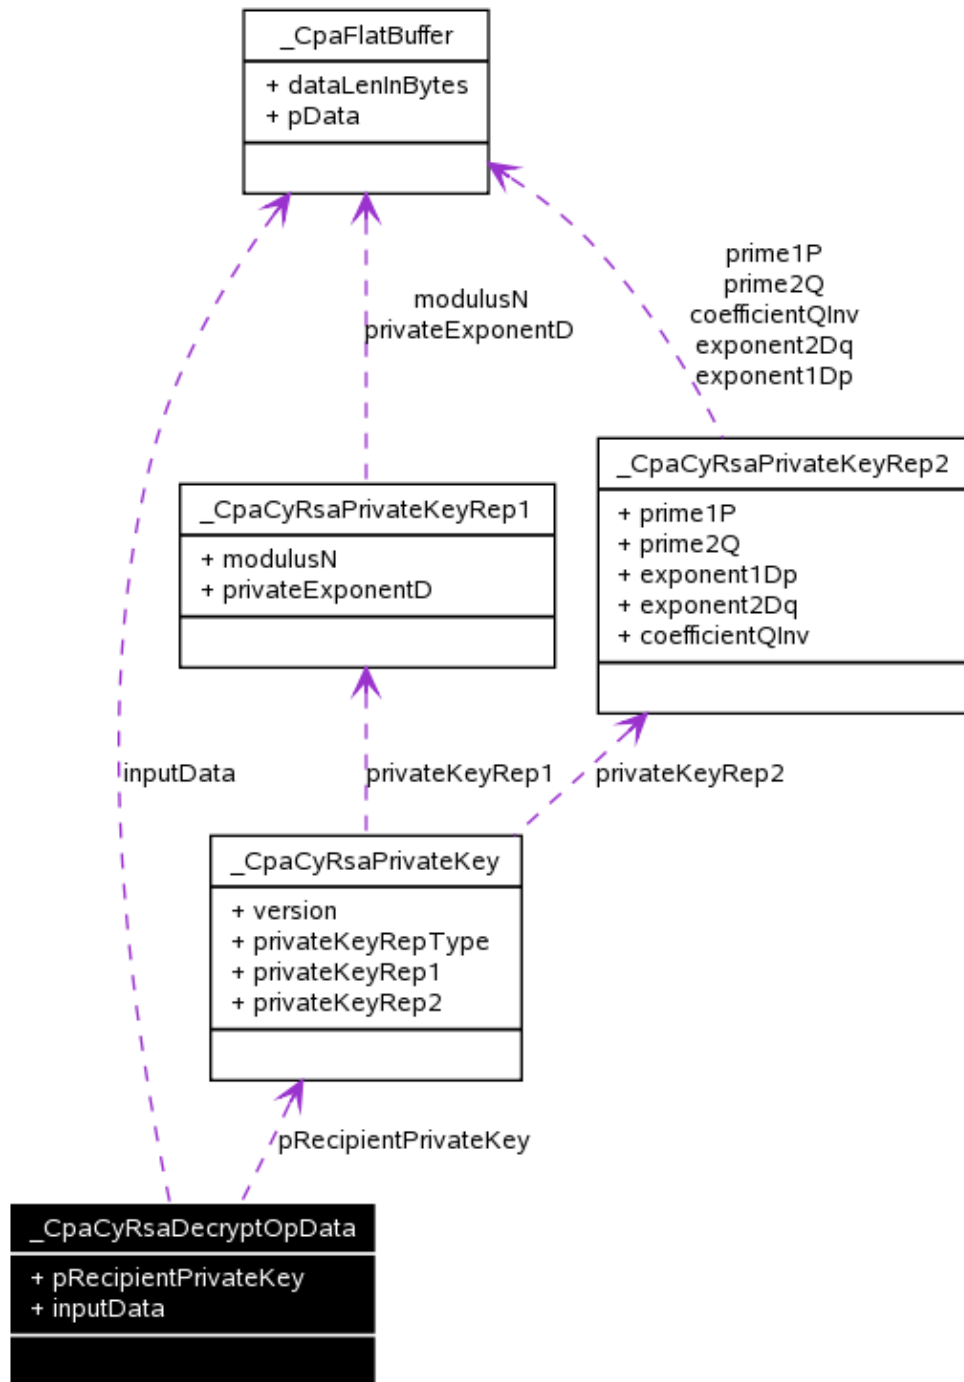 _CpaFlatBuffer
+ dataLenInBytes
+ pData
prime1P
prime2Q
coefficientQInv
exponent2Dq
exponent1Dp
modulusN
privateExponentD
_CpaCyRsaPrivateKeyRep2
+ prime1P
+ prime2Q
+ exponent1Dp
+ exponent2Dq
+ coefficientQInv
_CpaCyRsaPrivateKeyRep1
+ modulusN
+ privateExponentD
inputData
privateKeyRep1
privateKeyRep2
_CpaCyRsaPrivateKey
+ version
+ privateKeyRepType
+ privateKeyRep1
+ privateKeyRep2
pRecipientPrivateKey
_CpaCyRsaDecryptOpData
+ pRecipientPrivateKey
+ inputData